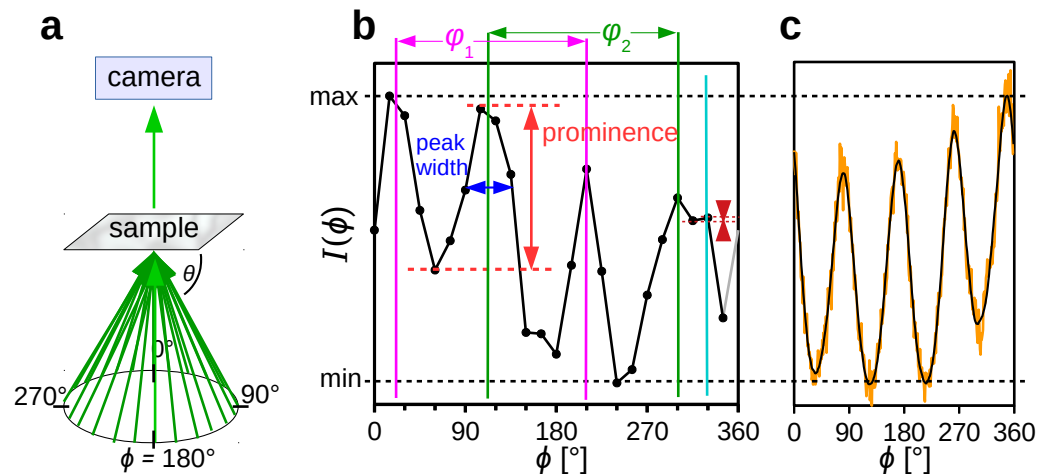 a
camera
sample
θ
0°
270°
90°
ϕ = 180°
b
φ1
φ2
max
min
peak
width
prominence
I(ϕ)
0 90 180 270 360
ϕ [°]
c
0 90 180 270 360
ϕ [°]